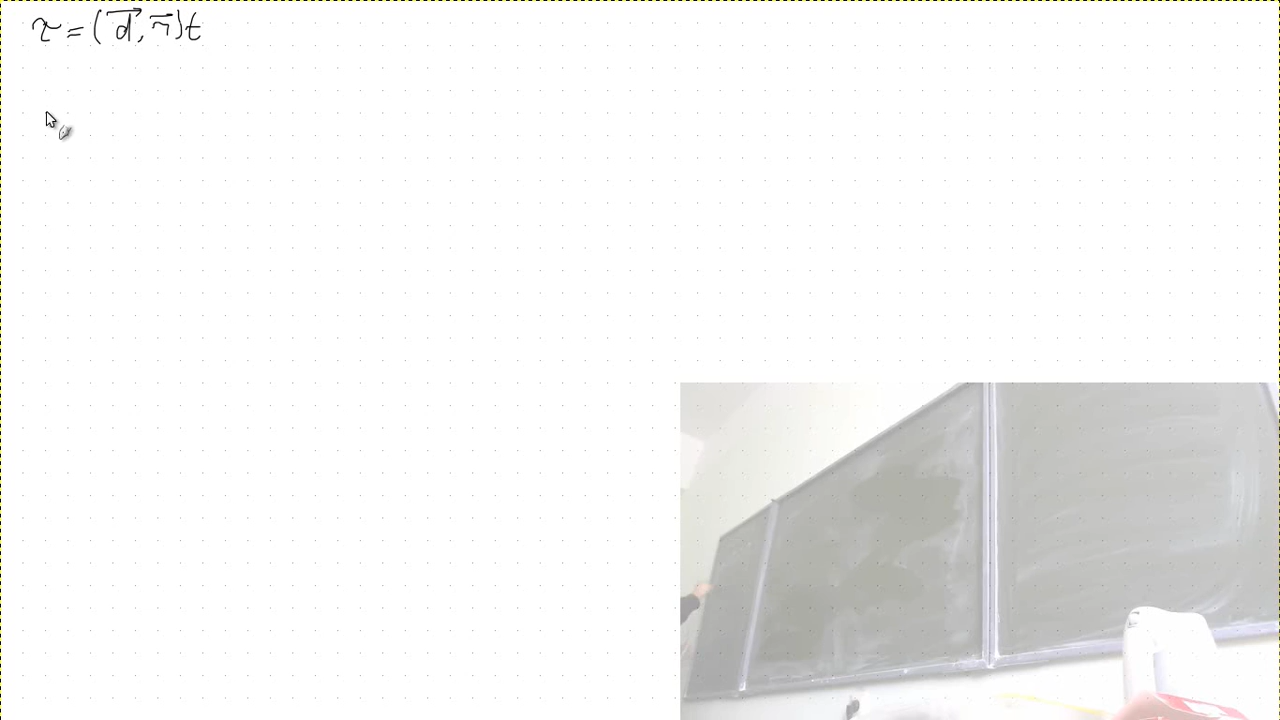 τ = (d⃗, n⃗)t